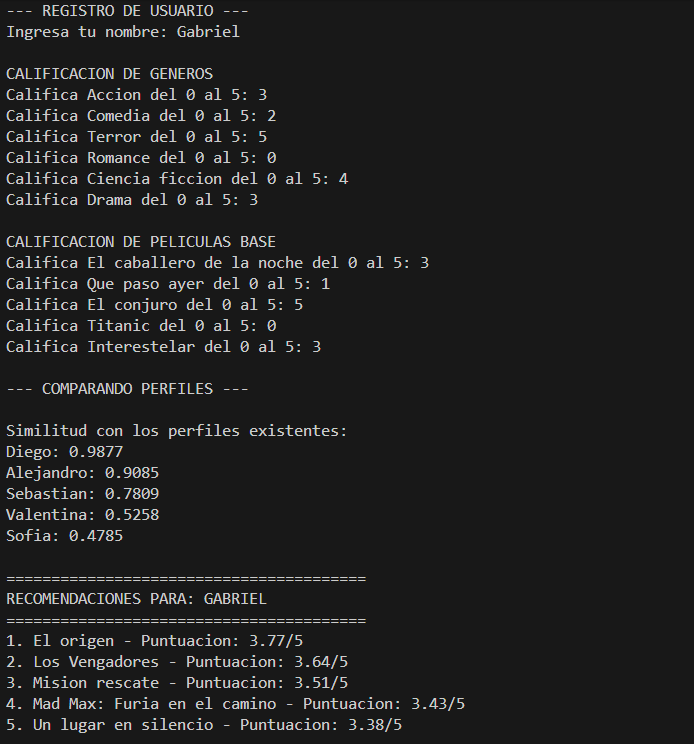 --- REGISTRO DE USUARIO ---
Ingresa tu nombre: Gabriel
CALIFICACION DE GENEROS
Califica Accion del 0 al 5: 3
Califica Comedia del 0 al 5: 2
Califica Terror del 0 al 5: 5
Califica Romance del 0 al 5: 0
Califica Ciencia ficcion del 0 al 5: 4
Califica Drama del 0 al 5: 3
CALIFICACION DE PELICULAS BASE
Califica El caballero de la noche del 0 al 5: 3
Califica Que paso ayer del 0 al 5: 1
Califica El conjuro del 0 al 5: 5
Califica Titanic del 0 al 5: 0
Califica Interestelar del 0 al 5: 3
--- COMPARANDO PERFILES ---
Similitud con los perfiles existentes:
Diego: 0.9877
Alejandro: 0.9085
Sebastian: 0.7809
Valentina: 0.5258
Sofia: 0.4785
========================================
RECOMENDACIONES PARA: GABRIEL
========================================
1. El origen - Puntuacion: 3.77/5
2. Los Vengadores - Puntuacion: 3.64/5
3. Mision rescate - Puntuacion: 3.51/5
4. Mad Max: Furia en el camino - Puntuacion: 3.43/5
5. Un lugar en silencio - Puntuacion: 3.38/5